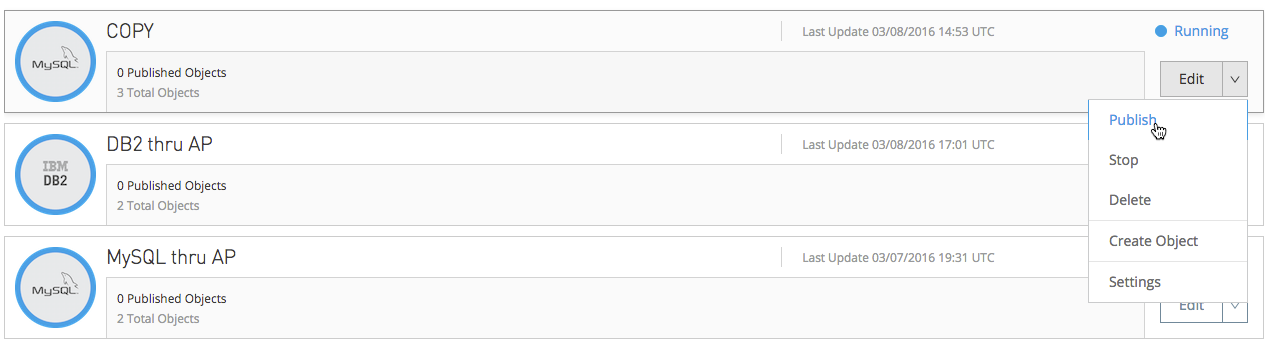 COPY
Last Update 03/08/2016 14:53 UTC
Running
MySQL
0 Published Objects
3 Total Objects
Edit
Publish
DB2 thru AP
Last Update 03/08/2016 17:01 UTC
IBM
DB2
0 Published Objects
2 Total Objects
Stop
Delete
MySQL thru AP
Last Update 03/07/2016 19:31 UTC
Create Object
MySQL
0 Published Objects
2 Total Objects
Settings
Edit